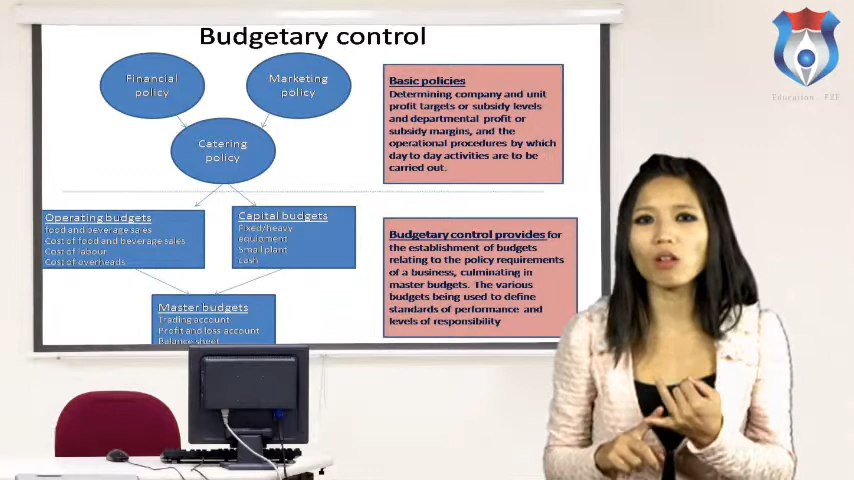 Budgetary control
Financial
policy
Marketing
policy
Catering
policy
Basic policies
Determining company and unit
profit targets or subsidy levels
and departmental profit or
subsidy margins, and the
operational procedures by which
day to day activities are to be
carried out.
Operating budgets
food and beverage sales
Cost of food and beverage sales
Cost of labour
Cost of overheads
Capital budgets
Fixed/heavy
equipment
Small plant
cash
Budgetary control provides for
the establishment of budgets
relating to the policy requirements
of a business, culminating in
master budgets. The various
budgets being used to define
standards of performance and
levels of responsibility
Master budgets
Trading account
Profit and loss account
Balance sheet
Education - FZE